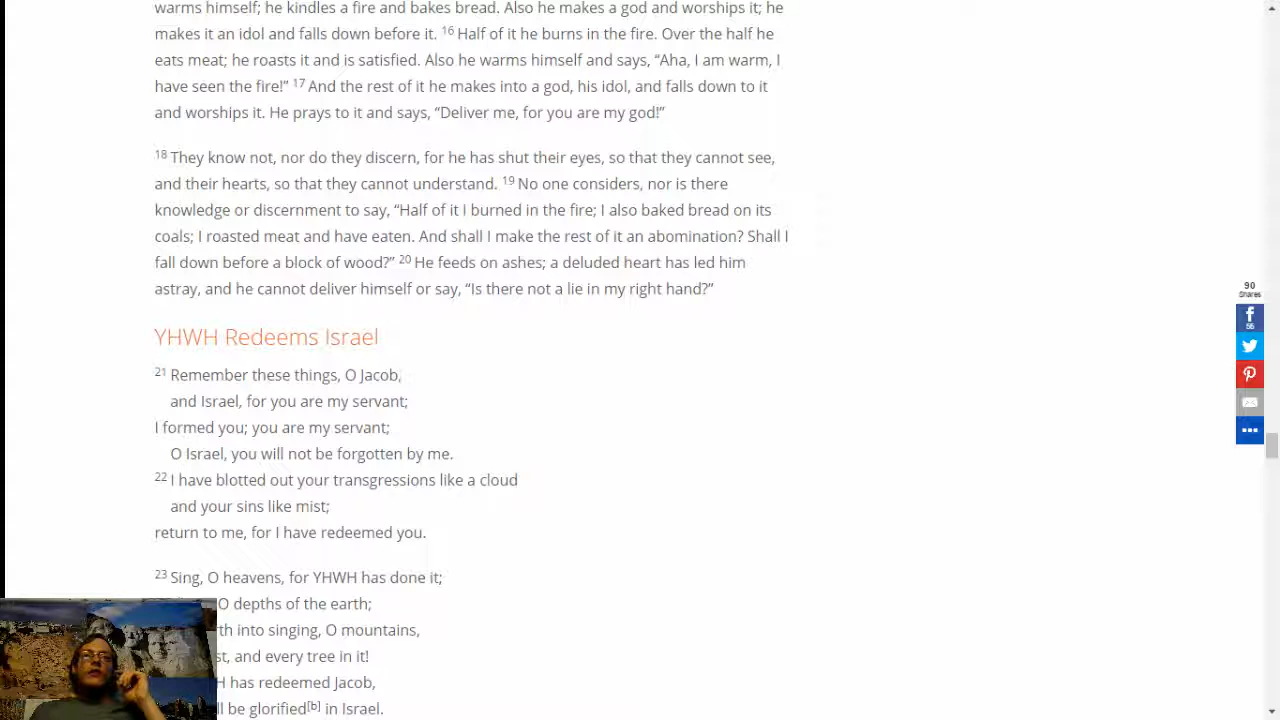 warms himself; he kindles a fire and bakes bread. Also he makes a god and worships it; he
makes it an idol and falls down before it. 16 Half of it he burns in the fire. Over the half he
eats meat; he roasts it and is satisfied. Also he warms himself and says, “Aha, I am warm, I
have seen the fire!” 17 And the rest of it he makes into a god, his idol, and falls down to it
and worships it. He prays to it and says, “Deliver me, for you are my god!”
18 They know not, nor do they discern, for he has shut their eyes, so that they cannot see,
and their hearts, so that they cannot understand. 19 No one considers, nor is there
knowledge or discernment to say, “Half of it I burned in the fire; I also baked bread on its
coals; I roasted meat and have eaten. And shall I make the rest of it an abomination? Shall I
fall down before a block of wood?” 20 He feeds on ashes; a deluded heart has led him
astray, and he cannot deliver himself or say, “Is there not a lie in my right hand?”
YHWH Redeems Israel
21 Remember these things, O Jacob,
and Israel, for you are my servant;
I formed you; you are my servant;
O Israel, you will not be forgotten by me.
22 I have blotted out your transgressions like a cloud
and your sins like mist;
return to me, for I have redeemed you.
23 Sing, O heavens, for YHWH has done it;
O depths of the earth;
into singing, O mountains,
and every tree in it!
has redeemed Jacob,
be glorified[b] in Israel.
90
Shares
56